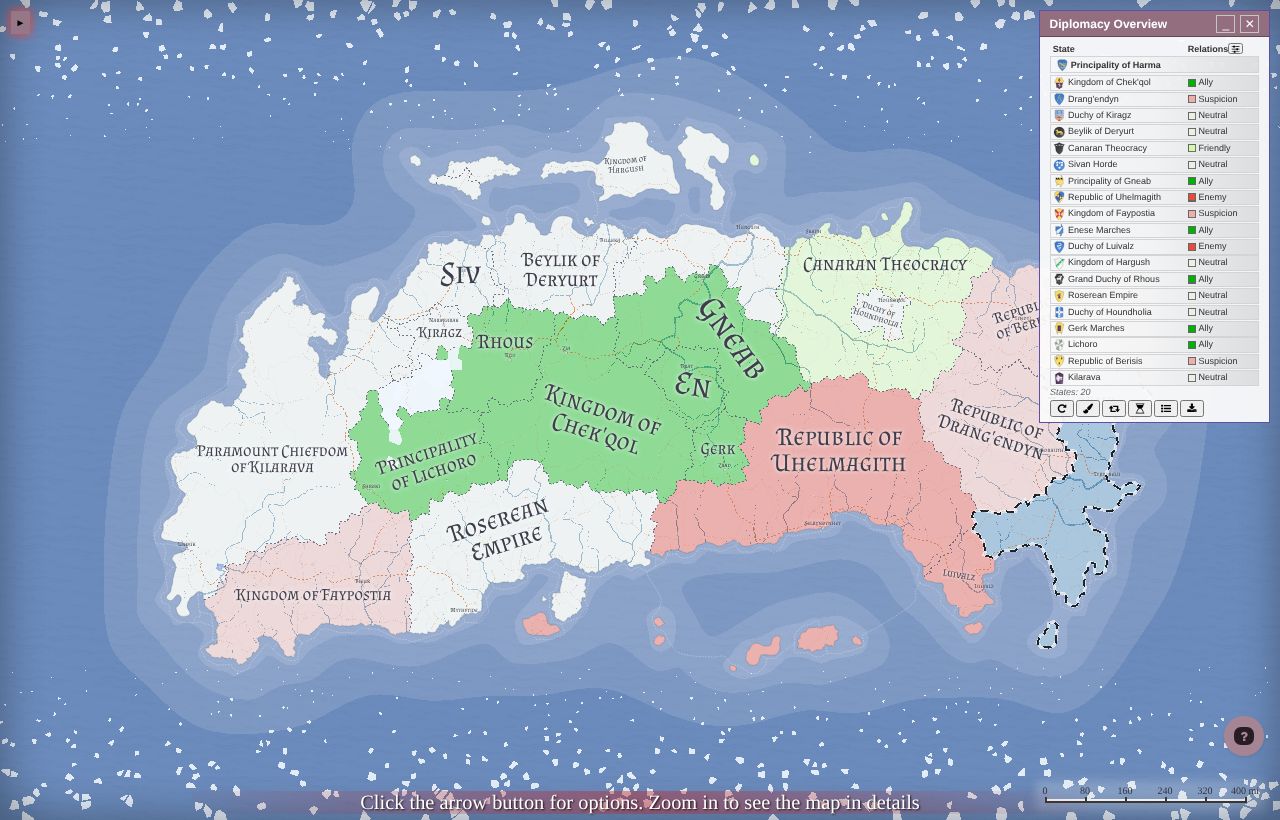 Diplomacy Overview
State Relations
Principality of Harma
Kingdom of Chek'qol Ally
Drang'endyn Suspicion
Duchy of Kiragz Neutral
Beylik of Deryurt Neutral
Canaran Theocracy Friendly
Sivan Horde Neutral
Principality of Gneab Ally
Republic of Uhelmagith Enemy
Kingdom of Faypostia Suspicion
Enese Marches Ally
Duchy of Luivalz Enemy
Kingdom of Hargush Neutral
Grand Duchy of Rhous Ally
Roserean Empire Neutral
Duchy of Houndholia Neutral
Gerk Marches Ally
Lichoro Ally
Republic of Berisis Suspicion
Kilarava Neutral
States: 20
Kingdom of
Hargush
Siv
Beylik of
Deryurt
Canaran Theocracy
Duchy of
Houndholia
Kiragz
Rhous
Gneab
En
Kingdom of
Chek'qol
Gerk
Principality
of Lichoro
Paramount Chiefdom
of Kilarava
Republic of
Uhelmagith
Republic of
Drang'endyn
Roserean
Empire
Kingdom of Faypostia
Luivalz
Click the arrow button for options. Zoom in to see the map in details
0 80 160 240 320 400 mi
?